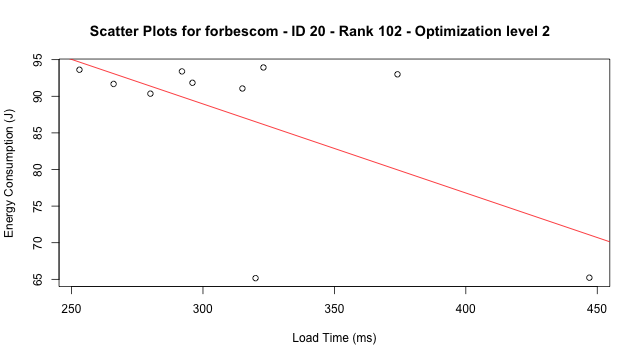 Scatter Plots for forbescom - ID 20 - Rank 102 - Optimization level 2
Energy Consumption (J)
95
90
85
80
75
70
65
250 300 350 400 450
Load Time (ms)